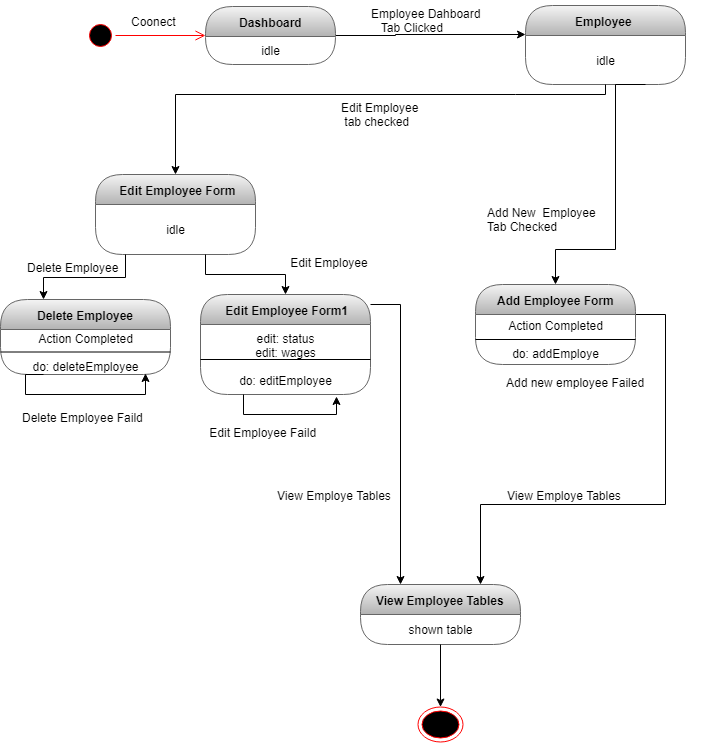 Coonect
Dashboard
idle
Employee Dahboard
Tab Clicked
Employee
idle
Edit Employee
tab checked
Edit Employee Form
idle
Add New Employee
Tab Checked
Delete Employee
Edit Employee
Delete Employee
Action Completed
do: deleteEmployee
Delete Employee Faild
Edit Employee Form1
edit: status
edit: wages
do: editEmployee
Edit Employee Faild
Add Employee Form
Action Completed
do: addEmploye
Add new employee Failed
View Employe Tables
View Employe Tables
View Employee Tables
shown table